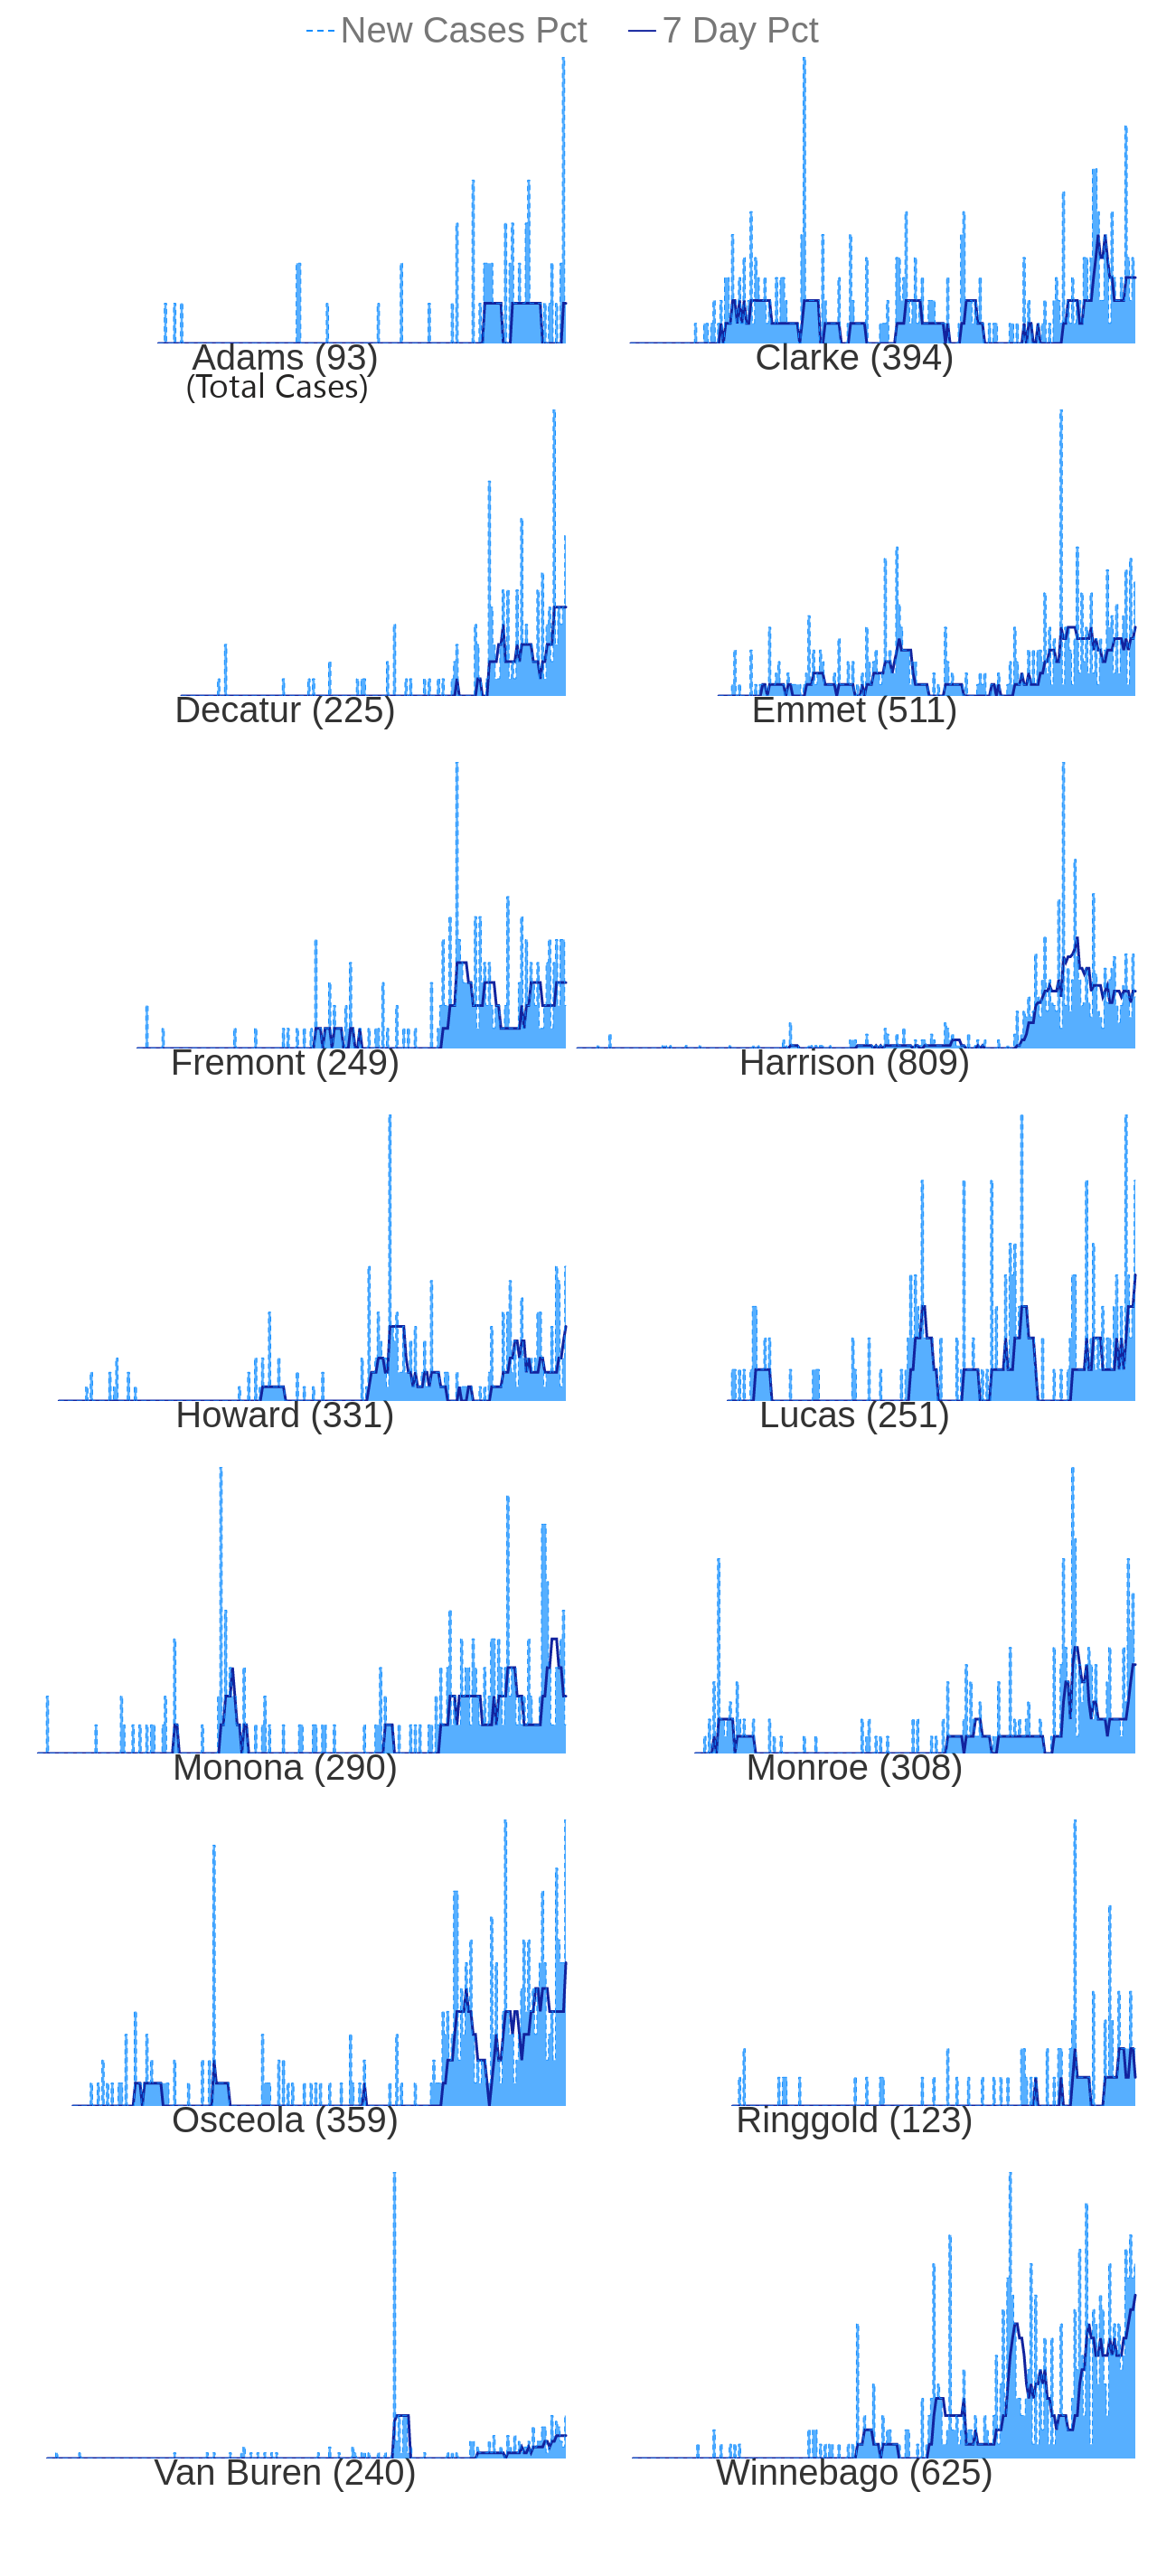 New Cases Pct 7 Day Pct
Adams (93) Clarke (394)
(Total Cases)
Decatur (225) Emmet (511)
Fremont (249) Harrison (809)
Howard (331) Lucas (251)
Monona (290) Monroe (308)
Osceola (359) Ringgold (123)
Van Buren (240) Winnebago (625)